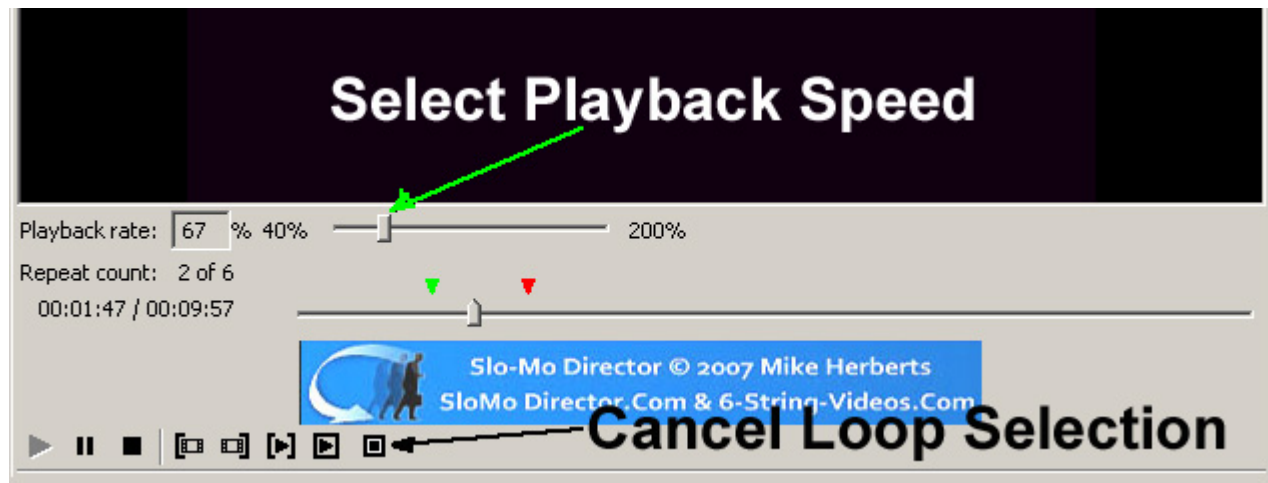 Select Playback Speed
Playback rate: 67 % 40% 200%
Repeat count: 2 of 6
00:01:47 / 00:09:57
Slo-Mo Director © 2007 Mike Herberts
SloMo Director.Com & 6-String-Videos.Com
Cancel Loop Selection